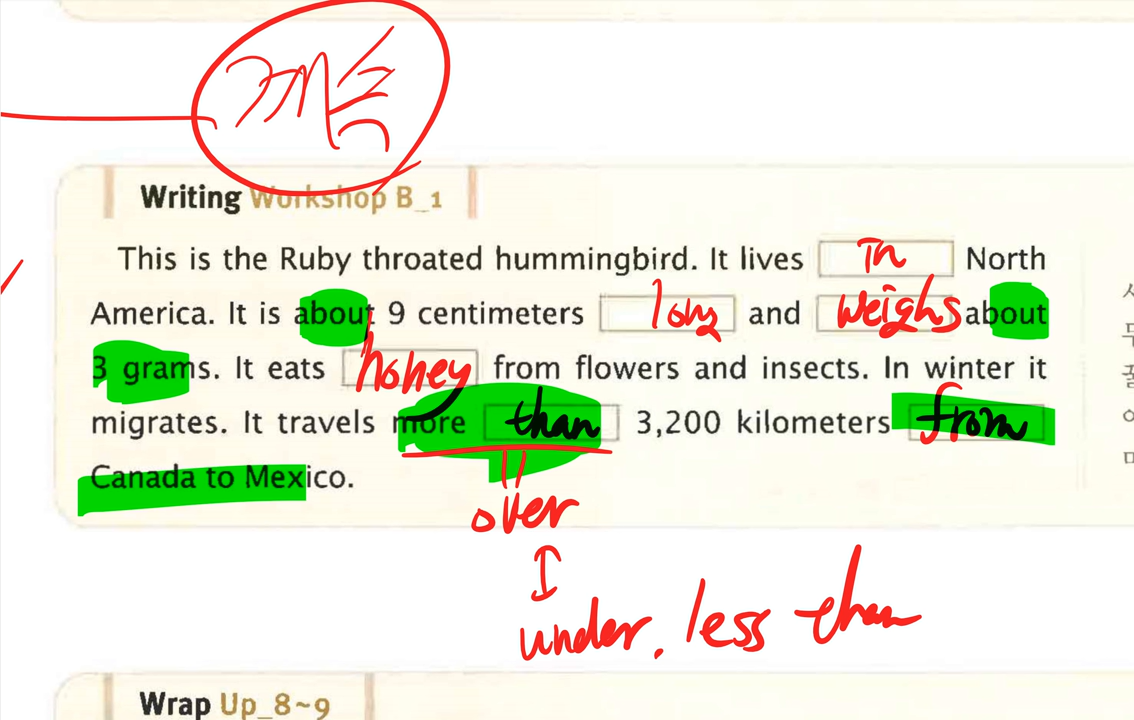 Writing Workshop B_1
This is the Ruby throated hummingbird. It lives In North
America. It is about 9 centimeters long and weighs about
3 grams. It eats honey from flowers and insects. In winter it
migrates. It travels more than 3,200 kilometers from
Canada to Mexico.
over
under. less than
Wrap Up_8~9